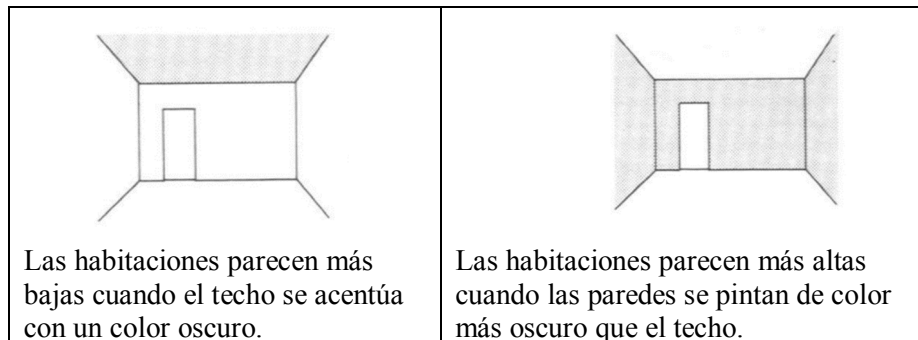 Las habitaciones parecen más
bajas cuando el techo se acentúa
con un color oscuro.
Las habitaciones parecen más altas
cuando las paredes se pintan de color
más oscuro que el techo.